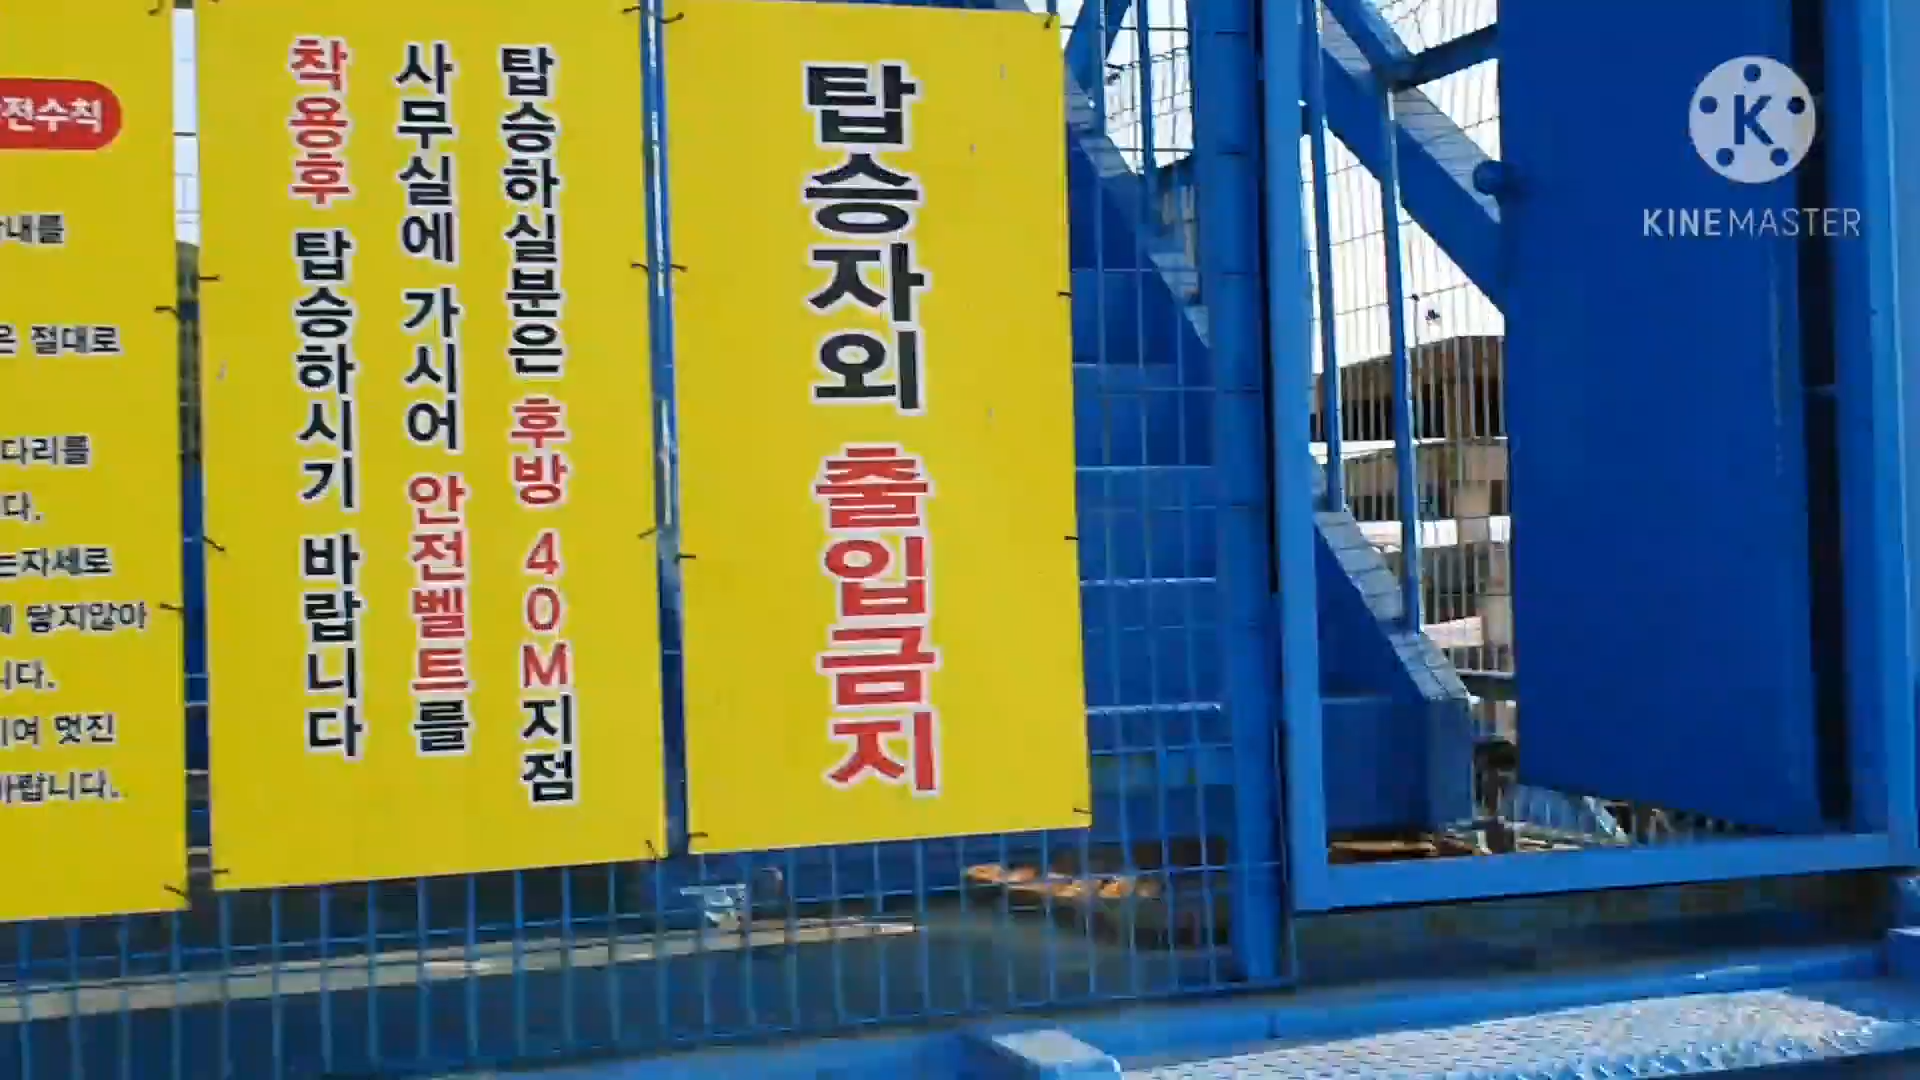 전수칙
내를
은 절대로
다리를
다.
는자세로
에 닿지않아
니다.
이여 멋진
바랍니다.
탑승하실분은 후방 40M지점
사무실에 가시어 안전벨트를
착용후 탑승하시기 바랍니다
탑승자외 출입금지
K
KINEMASTER